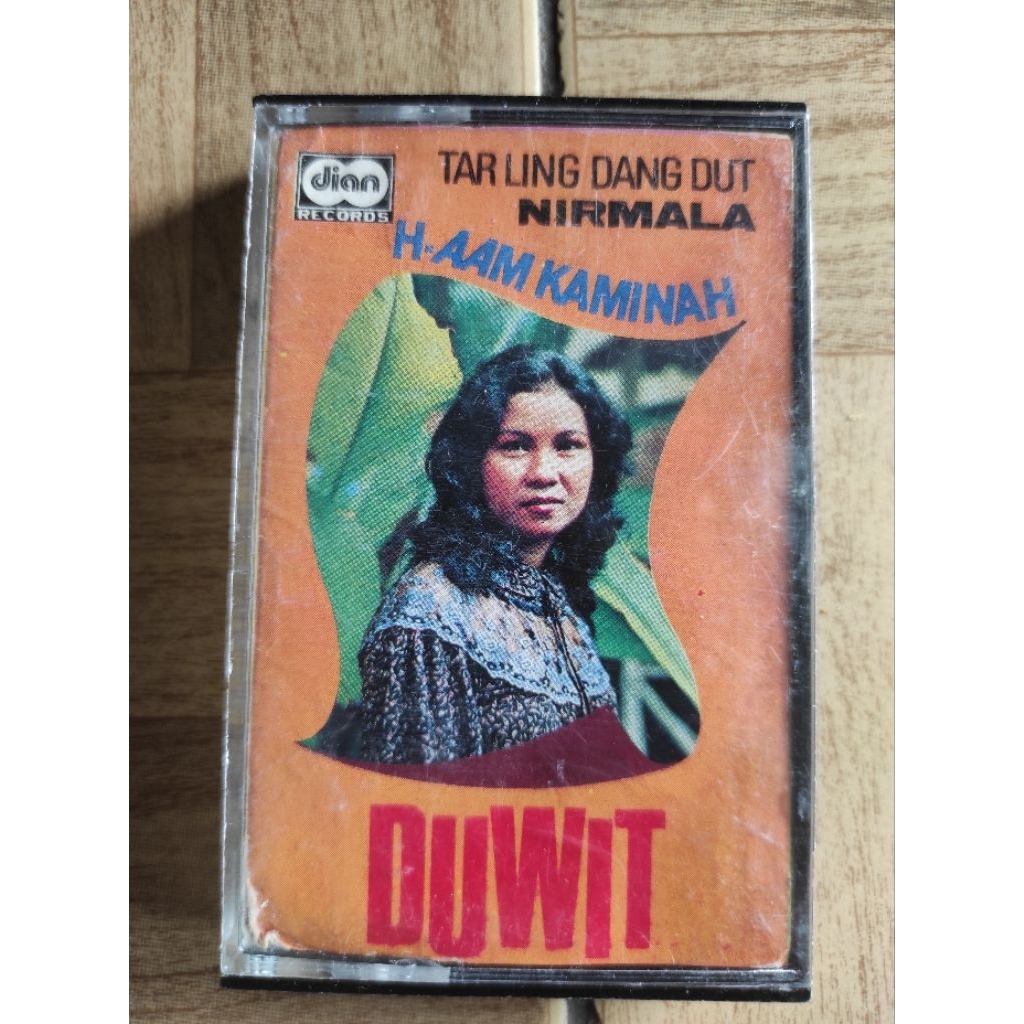 dian
RECORDS
TAR LING DANG DUT
NIRMALA
H·AAM KAMINAH
DUWIT